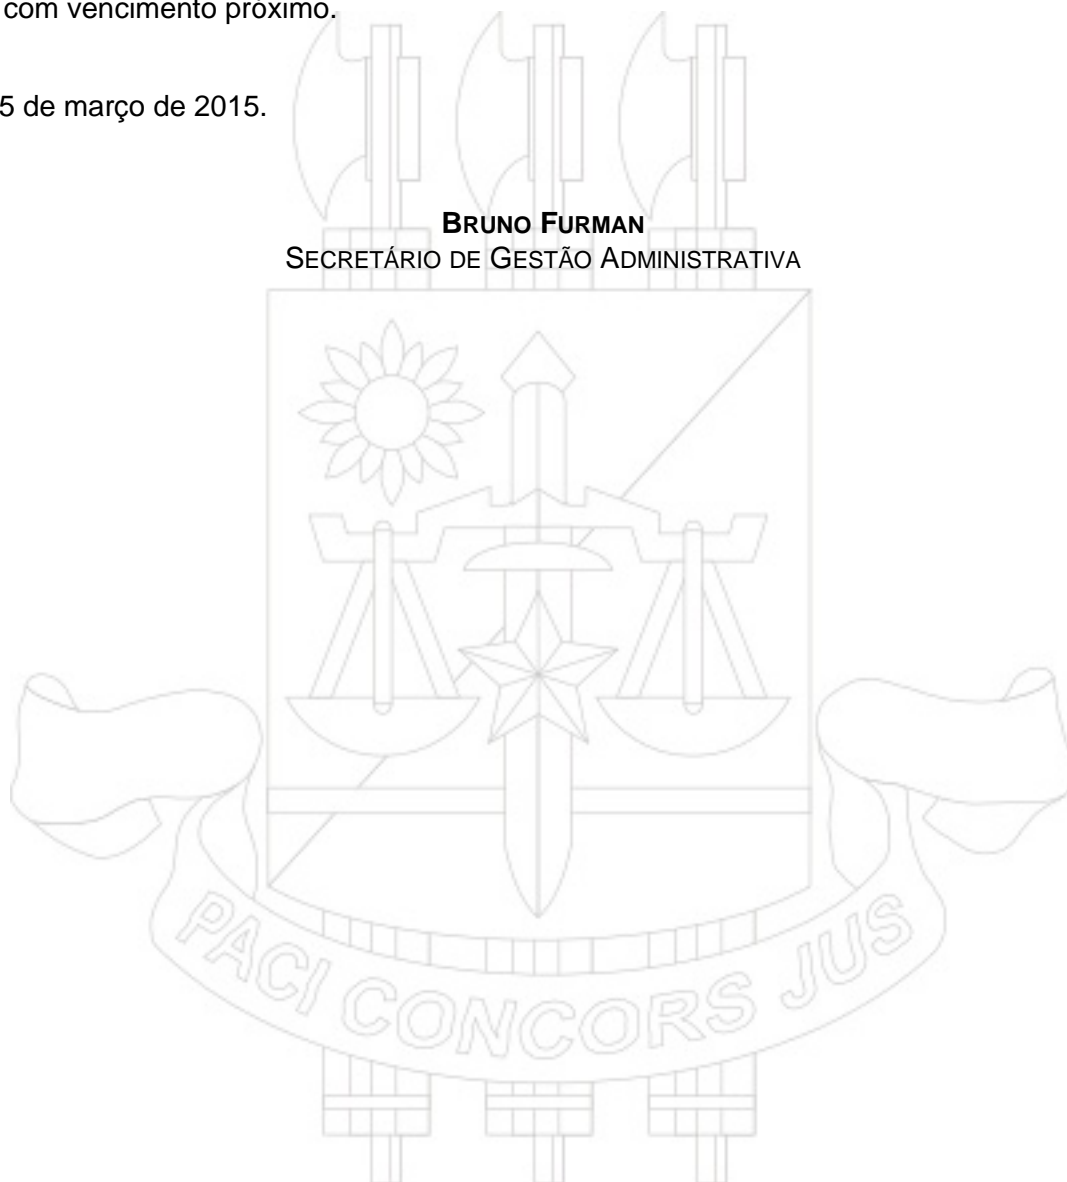 com vencimento próximo.
5 de março de 2015.
BRUNO FURMAN
SECRETÁRIO DE GESTÃO ADMINISTRATIVA
PACI CONCORS JUS